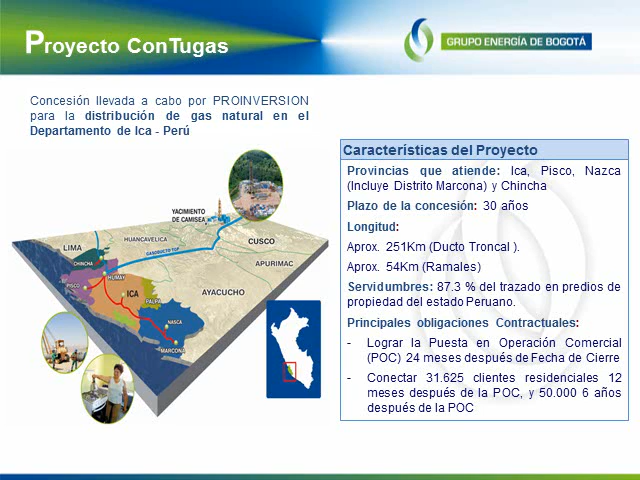 Proyecto ConTugas
GRUPO ENERGÍA DE BOGOTÁ
Concesión llevada a cabo por PROINVERSION
para la distribución de gas natural en el
Departamento de Ica - Perú
YACIMIENTO
DE CAMISEA
LIMA
HUANCAVELICA
GASODUCTO TGP
CUSCO
CHINCHA
APURIMAC
HUMAY
PISCO
ICA
PALPA
AYACUCHO
NASCA
MARCONA
Características del Proyecto
Provincias que atiende: Ica, Pisco, Nazca
(Incluye Distrito Marcona) y Chincha
Plazo de la concesión: 30 años
Longitud:
Aprox. 251Km (Ducto Troncal ).
Aprox. 54Km (Ramales)
Servidumbres: 87.3 % del trazado en predios de
propiedad del estado Peruano.
Principales obligaciones Contractuales:
- Lograr la Puesta en Operación Comercial
(POC) 24 meses después de Fecha de Cierre
- Conectar 31.625 clientes residenciales 12
meses después de la POC, y 50.000 6 años
después de la POC